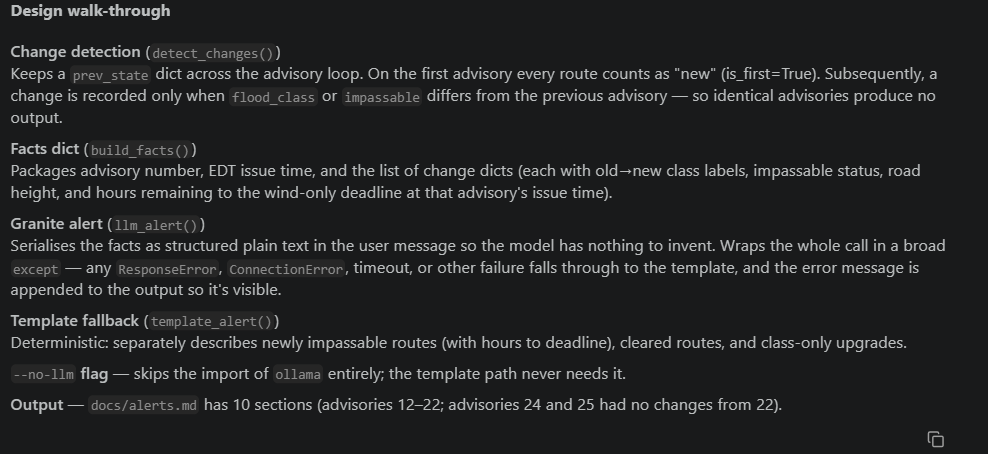 Design walk-through
Change detection (detect_changes())
Keeps a prev_state dict across the advisory loop. On the first advisory every route counts as "new" (is_first=True). Subsequently, a
change is recorded only when flood_class or impassable differs from the previous advisory — so identical advisories produce no
output.
Facts dict (build_facts())
Packages advisory number, EDT issue time, and the list of change dicts (each with old→new class labels, impassable status, road
height, and hours remaining to the wind-only deadline at that advisory's issue time).
Granite alert (llm_alert())
Serialises the facts as structured plain text in the user message so the model has nothing to invent. Wraps the whole call in a broad
except — any ResponseError, ConnectionError, timeout, or other failure falls through to the template, and the error message is
appended to the output so it's visible.
Template fallback (template_alert())
Deterministic: separately describes newly impassable routes (with hours to deadline), cleared routes, and class-only upgrades.
--no-llm flag — skips the import of ollama entirely; the template path never needs it.
Output — docs/alerts.md has 10 sections (advisories 12–22; advisories 24 and 25 had no changes from 22).